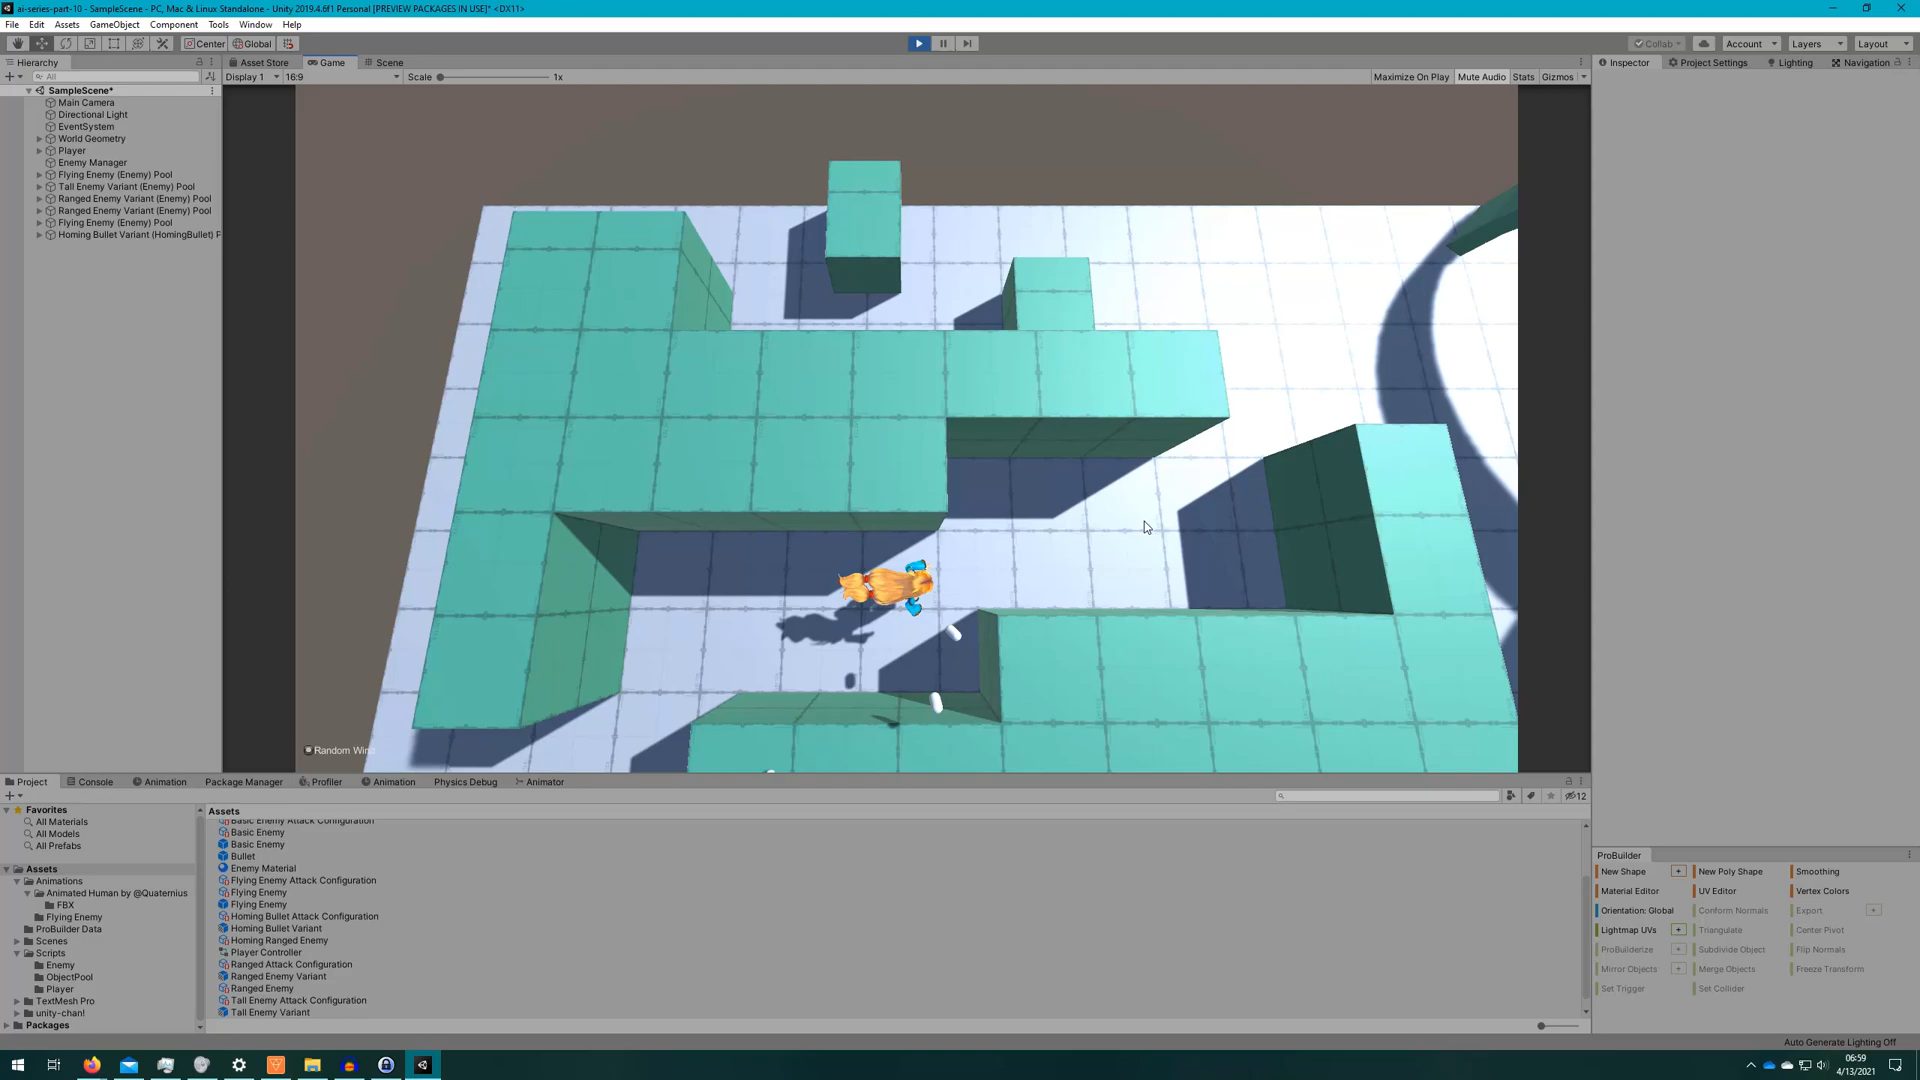 ai-series-part-10 - SampleScene - PC, Mac & Linux Standalone - Unity 2019.4.6f1 Personal [PREVIEW PACKAGES IN USE]* <DX11>
File Edit Assets GameObject Component Tools Window Help
Center Global Collab Account Layers Layout
Hierarchy
All
SampleScene*
Main Camera
Directional Light
EventSystem
World Geometry
Player
Enemy Manager
Flying Enemy (Enemy) Pool
Tall Enemy Variant (Enemy) Pool
Ranged Enemy Variant (Enemy) Pool
Ranged Enemy Variant (Enemy) Pool
Flying Enemy (Enemy) Pool
Homing Bullet Variant (HomingBullet) P
Asset Store Game Scene
Display 1 16:9 Scale 1x Maximize On Play Mute Audio Stats Gizmos
Inspector Project Settings Lighting Navigation
Random Wind
Project Console Animation Package Manager Profiler Animation Physics Debug Animator
12
Favorites
All Materials
All Models
All Prefabs
Assets
Animations
Animated Human by @Quaternius
FBX
Flying Enemy
ProBuilder Data
Scenes
Scripts
Enemy
ObjectPool
Player
TextMesh Pro
unity-chan!
Packages
Assets
Basic Enemy Attack Configuration
Basic Enemy
Basic Enemy
Bullet
Enemy Material
Flying Enemy Attack Configuration
Flying Enemy
Flying Enemy
Homing Bullet Attack Configuration
Homing Bullet Variant
Homing Ranged Enemy
Player Controller
Ranged Attack Configuration
Ranged Enemy Variant
Ranged Enemy
Tall Enemy Attack Configuration
Tall Enemy Variant
ProBuilder
New Shape + New Poly Shape Smoothing
Material Editor UV Editor Vertex Colors
Orientation: Global Conform Normals Export +
Lightmap UVs + Triangulate Center Pivot
ProBuilderize + Subdivide Object Flip Normals
Mirror Objects + Merge Objects Freeze Transform
Set Trigger Set Collider
Auto Generate Lighting Off
06:59
4/13/2021